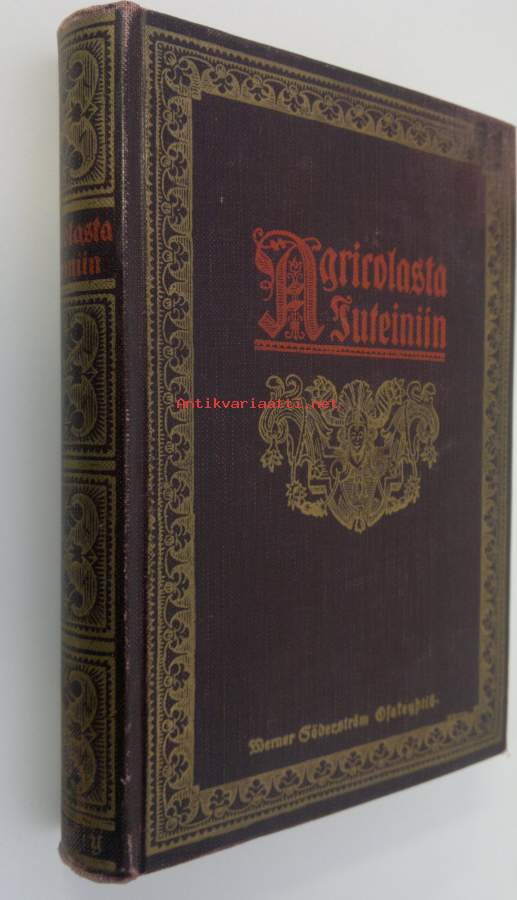 Agricolasta
Juteiniin
Antikvariaatti.net
Werner Söderström Osakeyhtiö